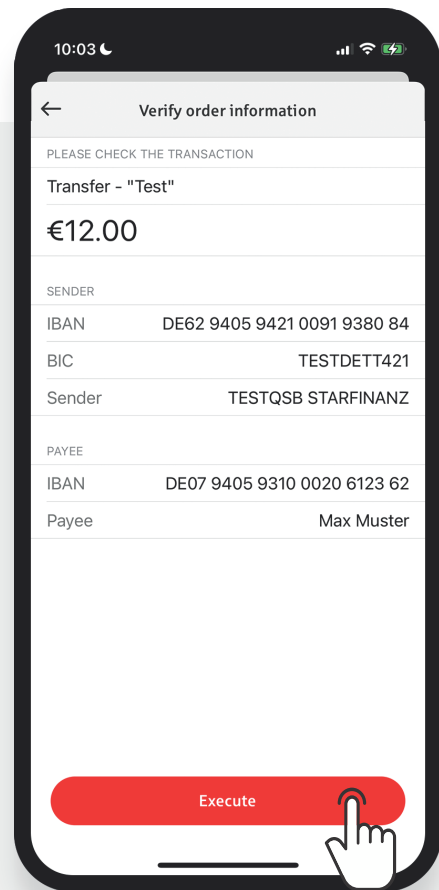 10:03
Verify order information
PLEASE CHECK THE TRANSACTION
Transfer - "Test"
€12.00
SENDER
IBAN DE62 9405 9421 0091 9380 84
BIC TESTDETT421
Sender TESTQSB STARFINANZ
PAYEE
IBAN DE07 9405 9310 0020 6123 62
Payee Max Muster
Execute